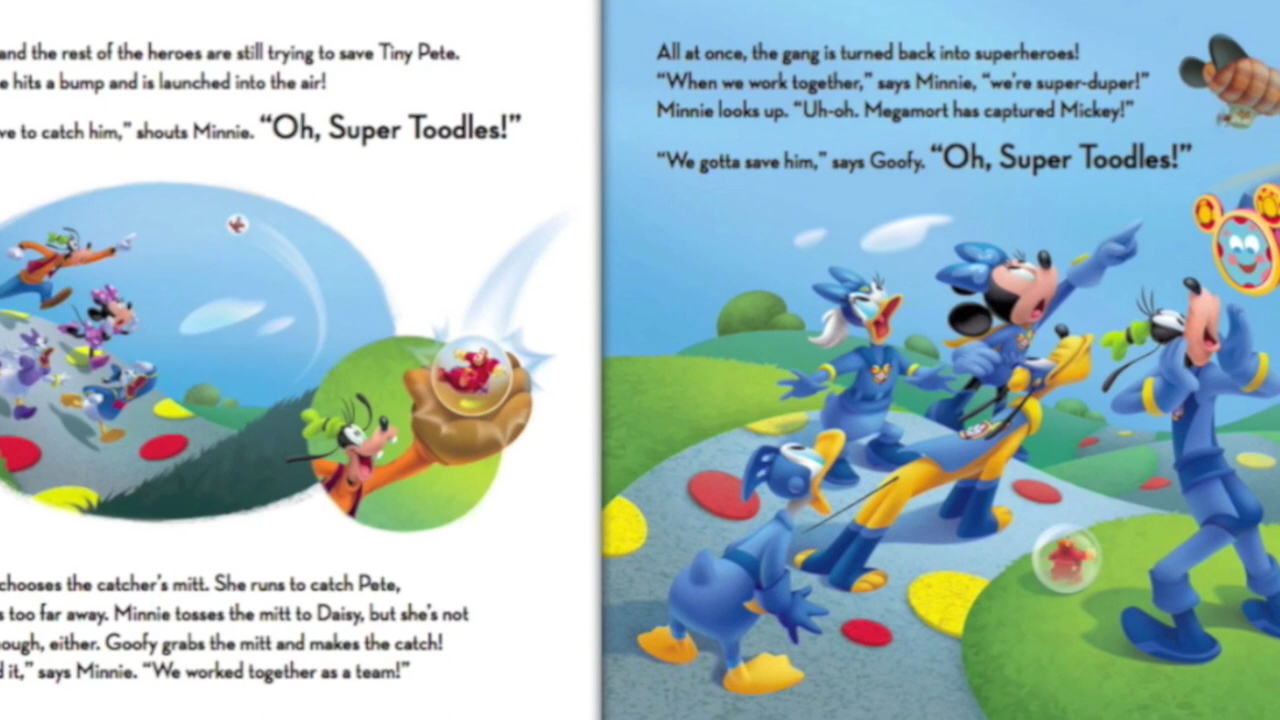 and the rest of the heroes are still trying to save Tiny Pete.
hits a bump and is launched into the air!
to catch him,” shouts Minnie. “Oh, Super Toodles!”
chooses the catcher’s mitt. She runs to catch Pete,
too far away. Minnie tosses the mitt to Daisy, but she’s not
either. Goofy grabs the mitt and makes the catch!
it,” says Minnie. “We worked together as a team!”
All at once, the gang is turned back into superheroes!
“When we work together,” says Minnie, “we’re super-duper!”
Minnie looks up. “Uh-oh. Megamort has captured Mickey!”
“We gotta save him,” says Goofy. “Oh, Super Toodles!”